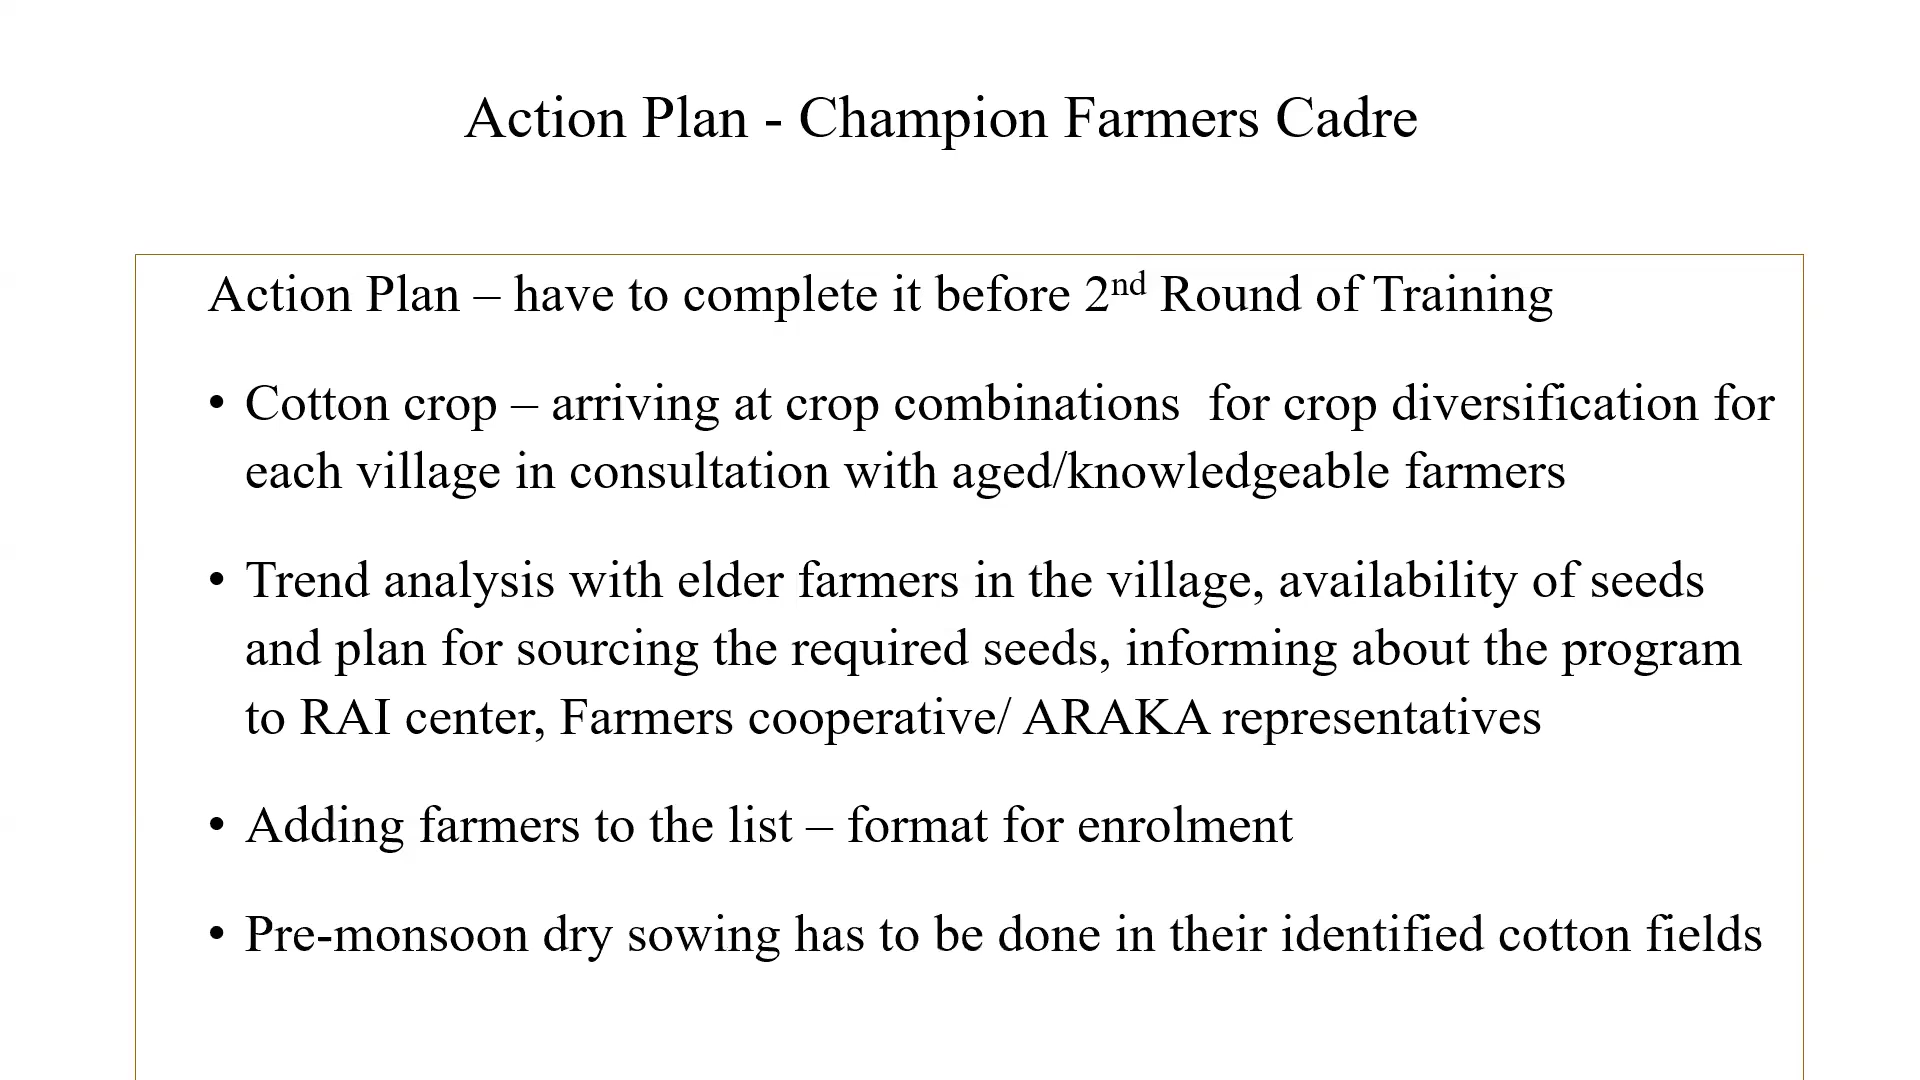 Action Plan - Champion Farmers Cadre
Action Plan – have to complete it before 2nd Round of Training
• Cotton crop – arriving at crop combinations  for crop diversification for
each village in consultation with aged/knowledgeable farmers
• Trend analysis with elder farmers in the village, availability of seeds
and plan for sourcing the required seeds, informing about the program
to RAI center, Farmers cooperative/ ARAKA representatives
• Adding farmers to the list – format for enrolment
• Pre-monsoon dry sowing has to be done in their identified cotton fields